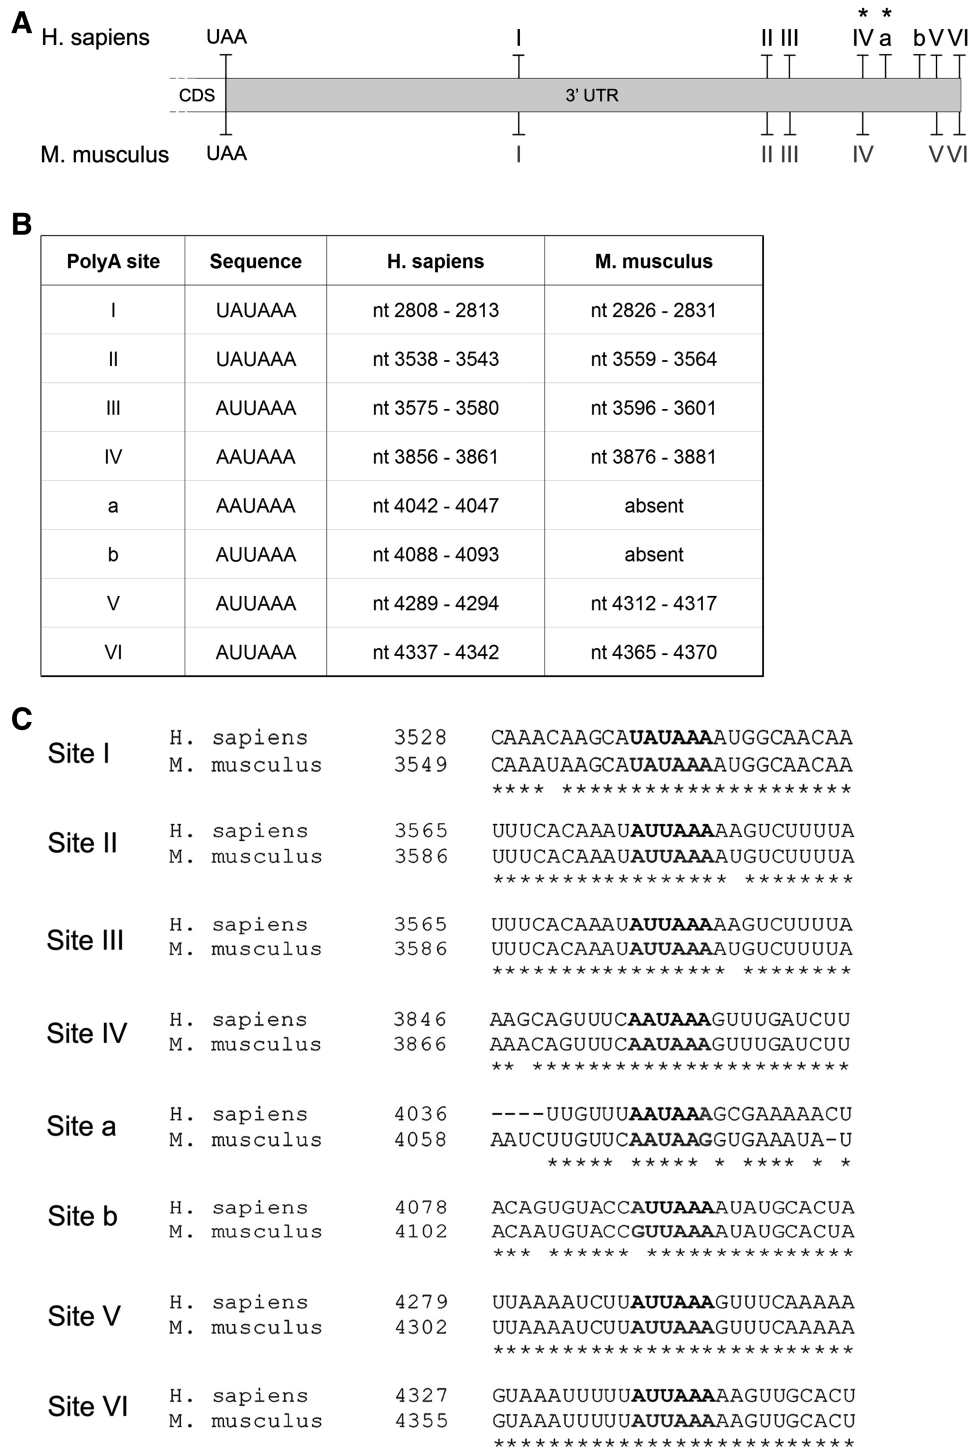 A
* *
H. sapiens UAA I II III IV a b V VI
CDS 3' UTR
M. musculus UAA I II III IV V VI
B
PolyA site Sequence H. sapiens M. musculus
I UAUAAA nt 2808 - 2813 nt 2826 - 2831
II UAUAAA nt 3538 - 3543 nt 3559 - 3564
III AUUAAA nt 3575 - 3580 nt 3596 - 3601
IV AAUAAA nt 3856 - 3861 nt 3876 - 3881
a AAUAAA nt 4042 - 4047 absent
b AUUAAA nt 4088 - 4093 absent
V AUUAAA nt 4289 - 4294 nt 4312 - 4317
VI AUUAAA nt 4337 - 4342 nt 4365 - 4370
C
Site I
H. sapiens 3528 CAAACAAGCAUAUAAAAUGGCAACAA
M. musculus 3549 CAAAUAAGCAUAUAAAAUGGCAACAA
**** *********************
Site II
H. sapiens 3565 UUUCACAAAUAUUAAAAAGUCUUUUA
M. musculus 3586 UUUCACAAAUAUUAAAAUGUCUUUUA
***************** ********
Site III
H. sapiens 3565 UUUCACAAAUAUUAAAAAGUCUUUUA
M. musculus 3586 UUUCACAAAUAUUAAAAUGUCUUUUA
***************** ********
Site IV
H. sapiens 3846 AAGCAGUUUCAAUAAAGUUUGAUCUU
M. musculus 3866 AAACAGUUUCAAUAAAGUUUGAUCUU
** ***********************
Site a
H. sapiens 4036 ----UUGUUUAAUAAAGCGAAAAACU
M. musculus 4058 AAUCUUGUUCAAUAAGGUGAAAUA-U
***** ***** * **** * *
Site b
H. sapiens 4078 ACAGUGUACCAUUAAAAUAUGCACUA
M. musculus 4102 ACAAUGUACCGUUAAAAUAUGCACUA
*** ****** ***************
Site V
H. sapiens 4279 UUAAAAUCUUAUUAAAGUUUCAAAAA
M. musculus 4302 UUAAAAUCUUAUUAAAGUUUCAAAAA
**************************
Site VI
H. sapiens 4327 GUAAAUUUUUAUUAAAAAGUUGCACU
M. musculus 4355 GUAAAUUUUUAUUAAAAAGUUGCACU
**************************